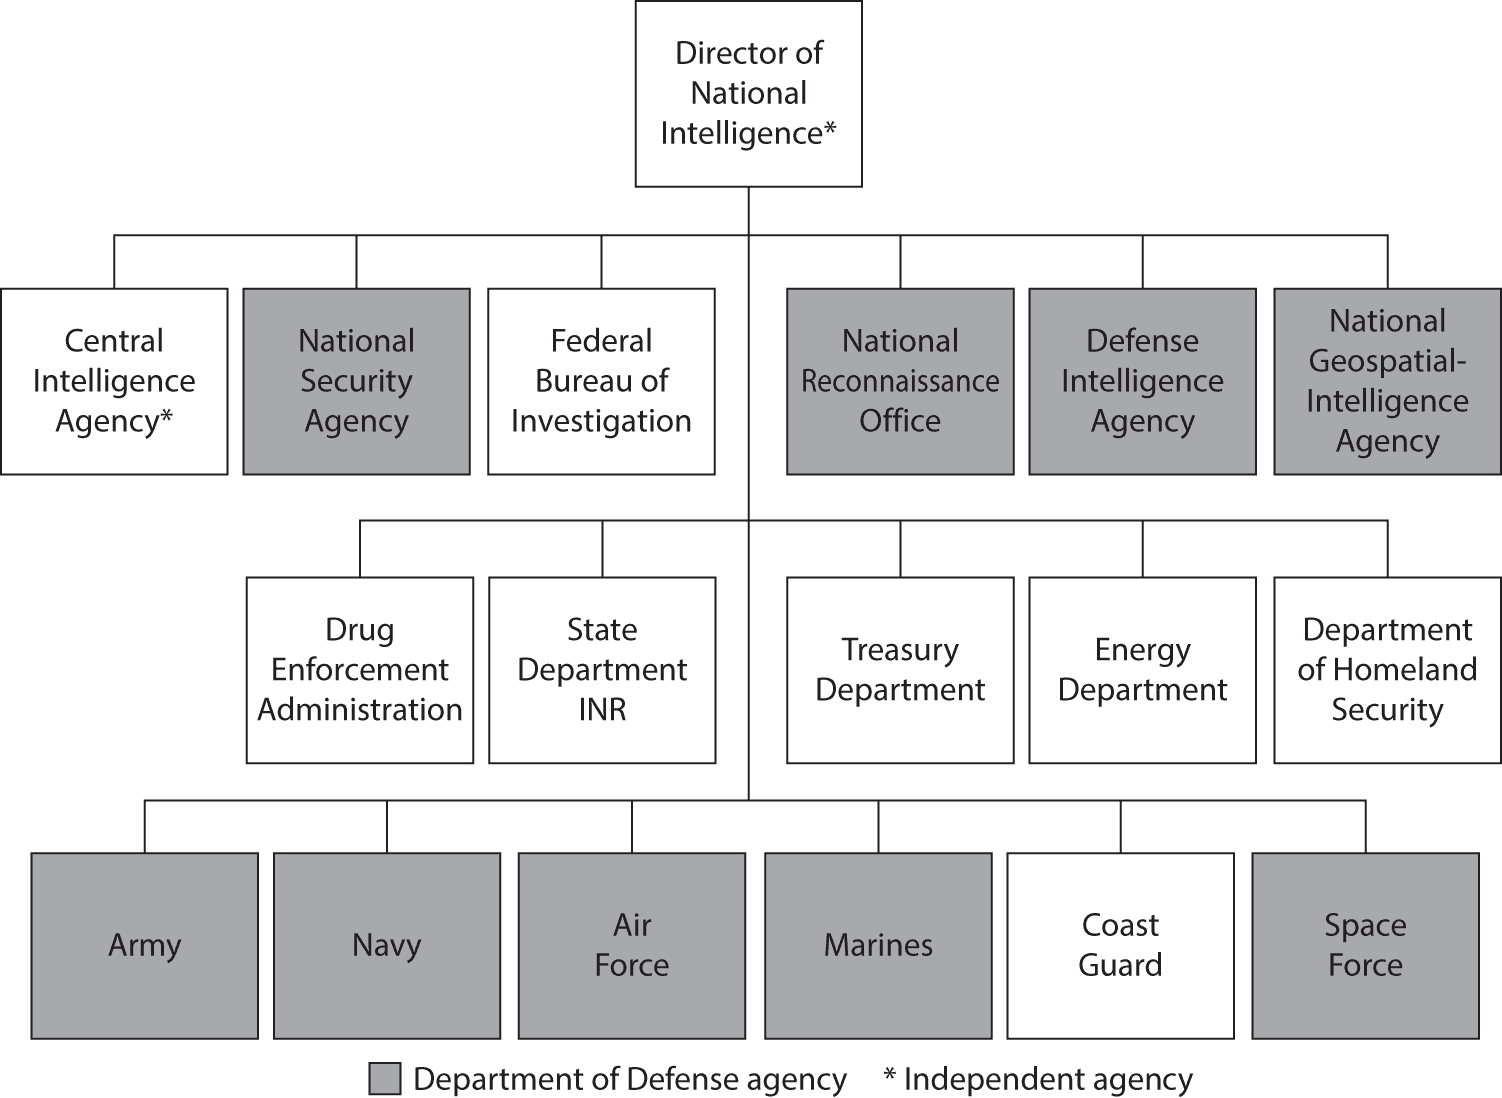 Director of
National
Intelligence*
Central
Intelligence
Agency*
National
Security
Agency
Federal
Bureau of
Investigation
National
Reconnaissance
Office
Defense
Intelligence
Agency
National
Geospatial-
Intelligence
Agency
Drug
Enforcement
Administration
State
Department
INR
Treasury
Department
Energy
Department
Department
of Homeland
Security
Army
Navy
Air
Force
Marines
Coast
Guard
Space
Force
Department of Defense agency
* Independent agency